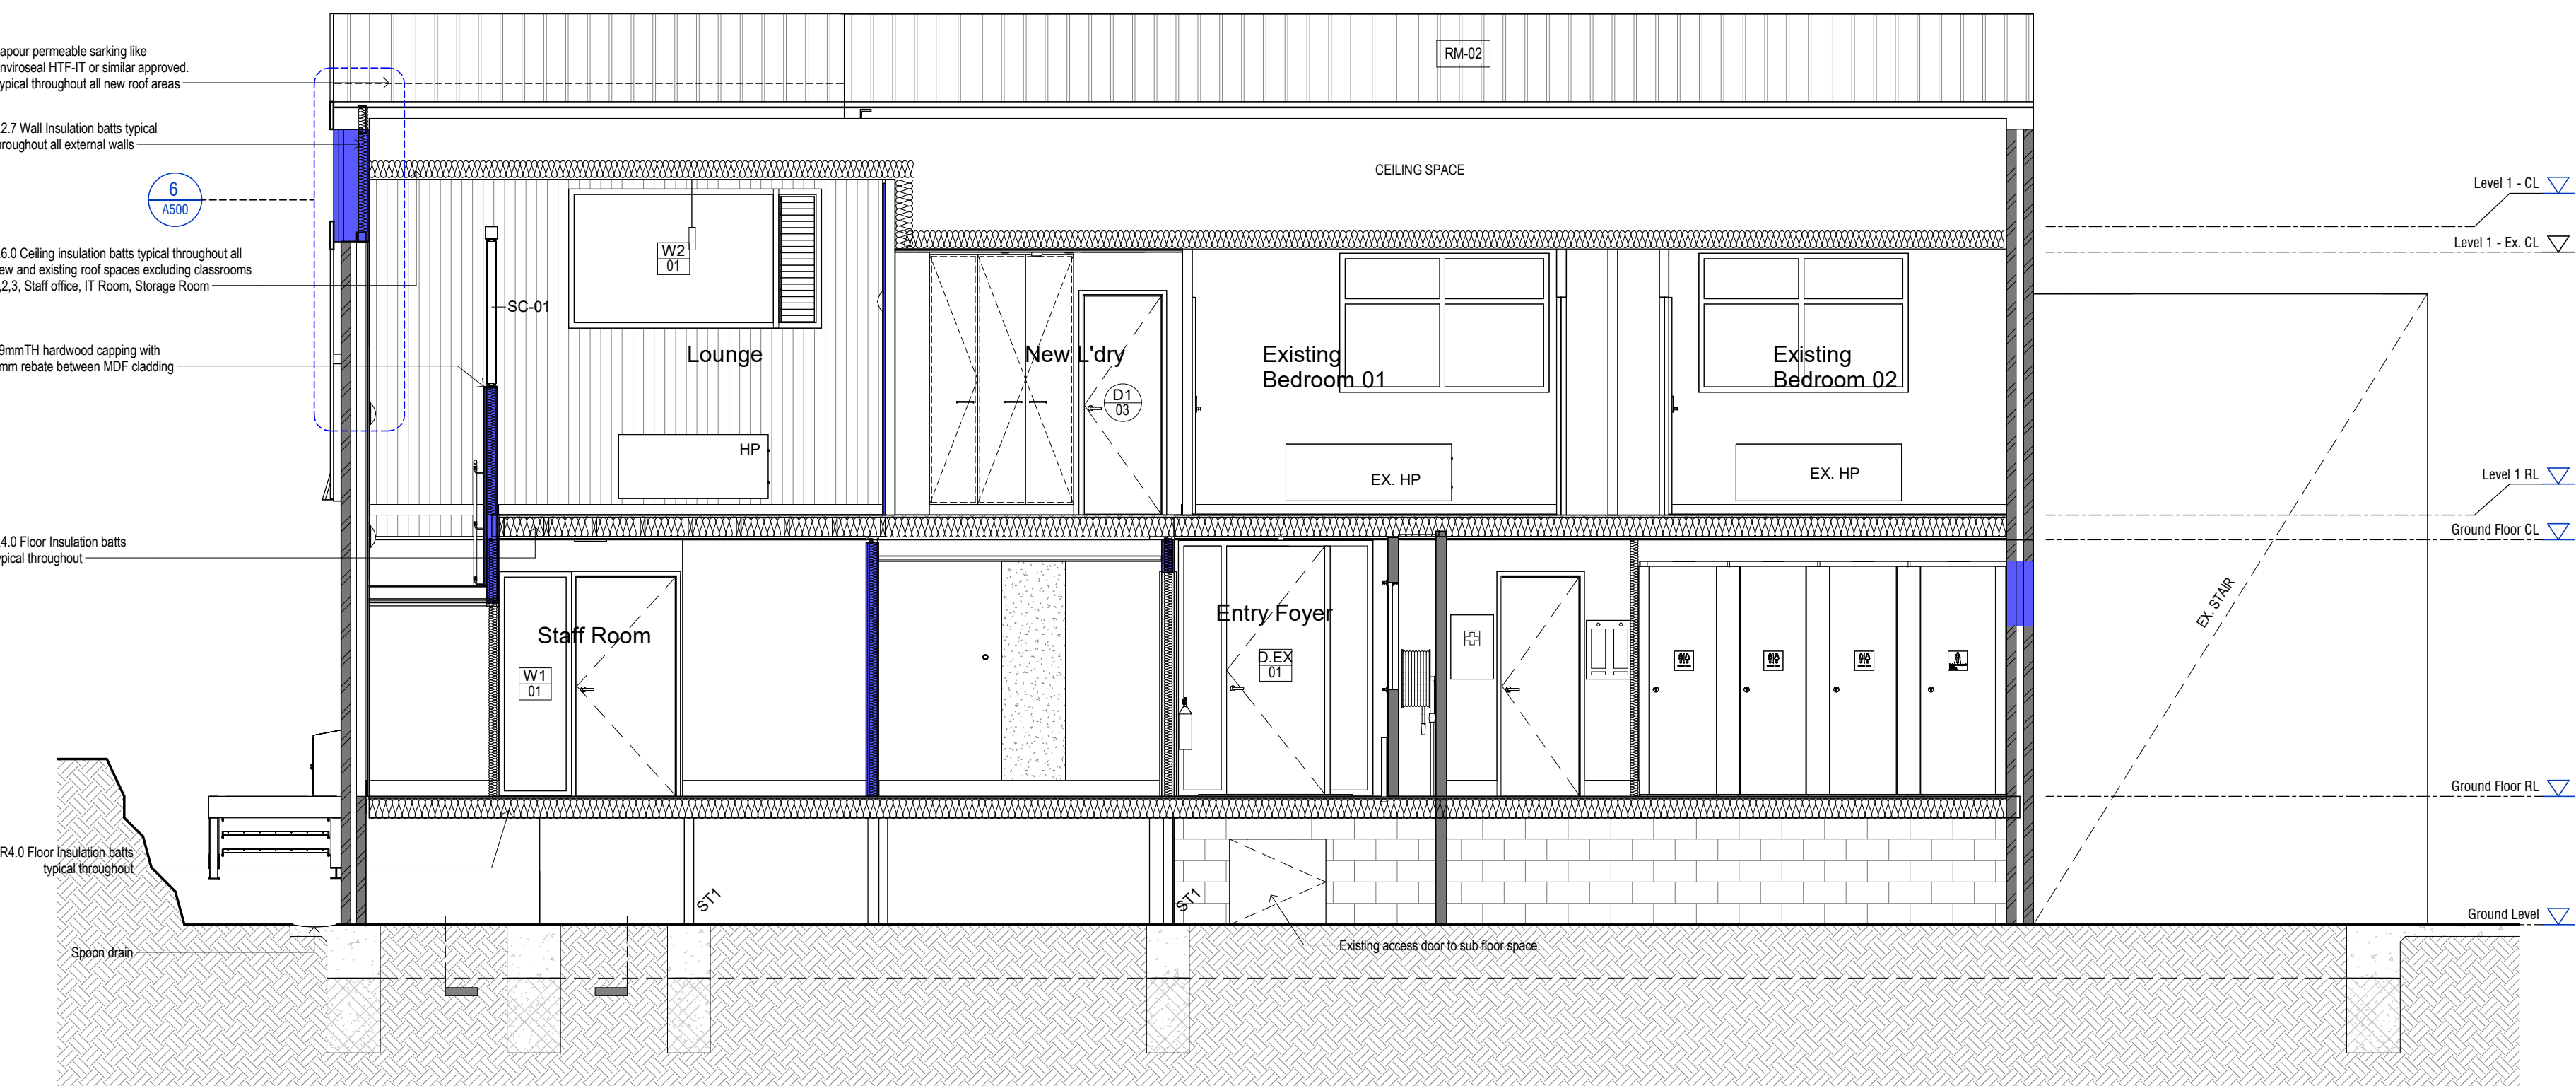 apour permeable sarking like
nviroseal HTF-IT or similar approved.
ypical throughout all new roof areas
2.7 Wall Insulation batts typical
hroughout all external walls
6
A500
6.0 Ceiling insulation batts typical throughout all
ew and existing roof spaces excluding classrooms
,2,3, Staff office, IT Room, Storage Room
9mmTH hardwood capping with
mm rebate between MDF cladding
4.0 Floor Insulation batts
ypical throughout
R4.0 Floor Insulation batts
typical throughout
Spoon drain
RM-02
CEILING SPACE
W2
01
SC-01
Lounge
HP
New L'dry
D1
03
Existing
Bedroom 01
EX. HP
Existing
Bedroom 02
EX. HP
Staff Room
W1
01
Entry Foyer
D.EX
01
ST1
ST1
Existing access door to sub floor space.
EX. STAIR
Level 1 - CL
Level 1 - Ex. CL
Level 1 RL
Ground Floor CL
Ground Floor RL
Ground Level